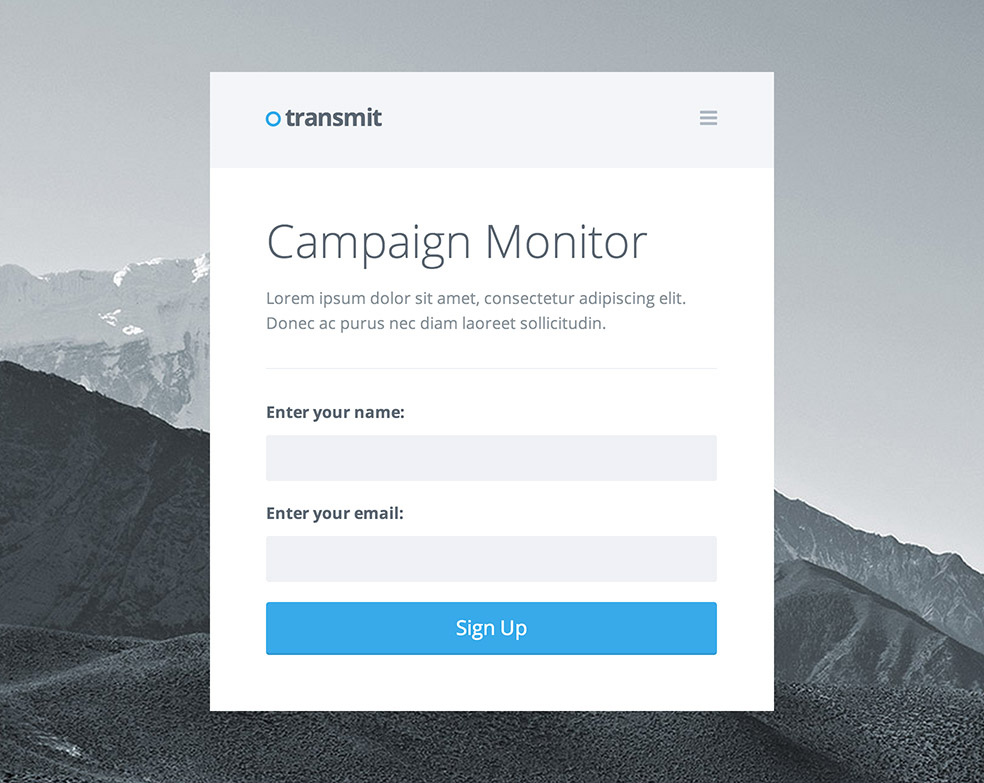 transmit
Campaign Monitor
Lorem ipsum dolor sit amet, consectetur adipiscing elit.
Donec ac purus nec diam laoreet sollicitudin.
Enter your name:
Enter your email:
Sign Up